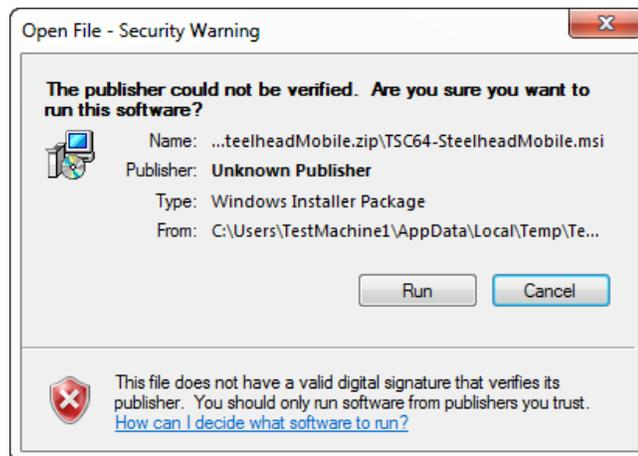 Open File - Security Warning
The publisher could not be verified.  Are you sure you want to
run this software?
Name: ...teelheadMobile.zip\TSC64-SteelheadMobile.msi
Publisher: Unknown Publisher
Type: Windows Installer Package
From: C:\Users\TestMachine1\AppData\Local\Temp\Te...
Run Cancel
This file does not have a valid digital signature that verifies its
publisher.  You should only run software from publishers you trust.
How can I decide what software to run?